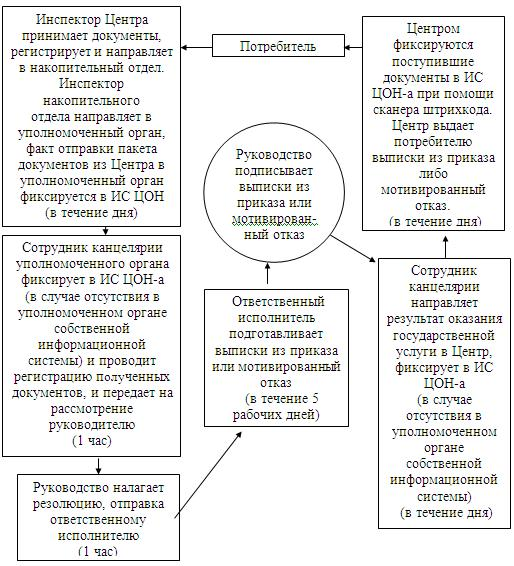 Потребитель
Инспектор Центра
принимает документы,
регистрирует и направляет
в накопительный отдел.
Инспектор
накопительного
отдела направляет в
уполномоченный орган,
факт отправки пакета
документов из Центра в
уполномоченный орган
фиксируется в ИС ЦОН
(в течение дня)
Сотрудник канцелярии
уполномоченного органа
фиксирует в ИС ЦОН-а
(в случае отсутствия в
уполномоченном органе
собственной
информационной
системы) и проводит
регистрацию полученных
документов, и передает на
рассмотрение
руководителю
(1 час)
Руководство налагает
резолюцию, отправка
ответственному
исполнителю
(1 час)
Ответственный
исполнитель
подготавливает
выписки из приказа
или мотивированный
отказ
(в течение 5
рабочих дней)
Руководство
подписывает
выписки из
приказа или
мотивирован-
ный отказ
Сотрудник
канцелярии
направляет
результат оказания
государственной
услуги в Центр,
фиксирует в ИС
ЦОН-а
(в случае
отсутствия в
уполномоченном
органе
собственной
информационной
системы)
(в течение дня)
Центром
фиксируются
поступившие
документы в ИС
ЦОН-а при помощи
сканера штрихкода.
Центр выдает
потребителю
выписки из приказа
либо
мотивированный
отказ.
(в течение дня)